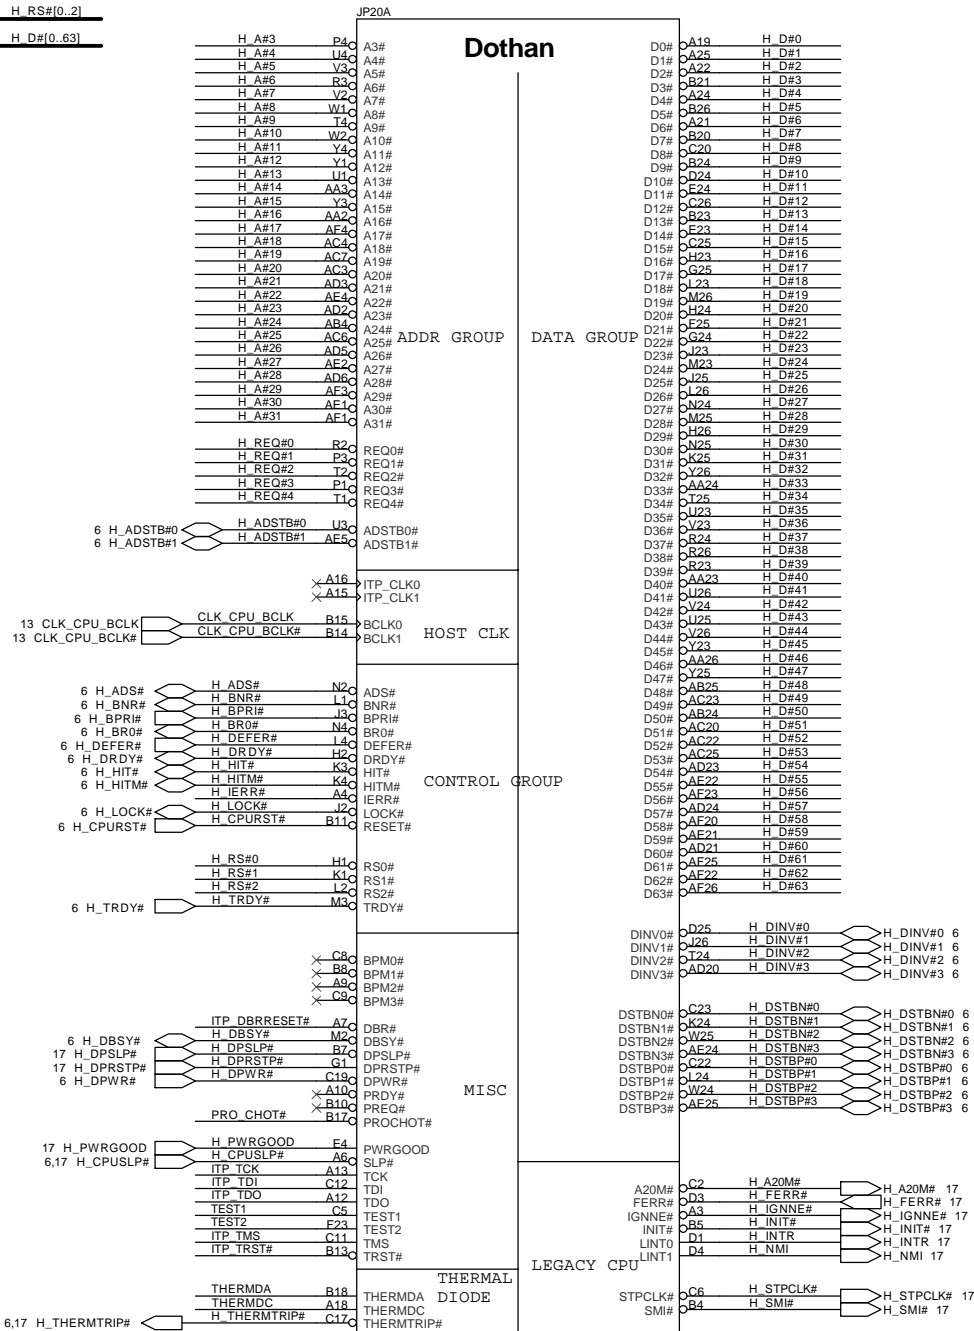 H_RS#[0..2]
H_D#[0..63]
JP20A
Dothan
H_A#3 P4 A3#
H_A#4 U4 A4#
H_A#5 V3 A5#
H_A#6 R3 A6#
H_A#7 V2 A7#
H_A#8 W1 A8#
H_A#9 T4 A9#
H_A#10 W2 A10#
H_A#11 Y4 A11#
H_A#12 Y1 A12#
H_A#13 U1 A13#
H_A#14 AA3 A14#
H_A#15 Y3 A15#
H_A#16 AA2 A16#
H_A#17 AF4 A17#
H_A#18 AC4 A18#
H_A#19 AC7 A19#
H_A#20 AC3 A20#
H_A#21 AD3 A21#
H_A#22 AE4 A22#
H_A#23 AD2 A23#
H_A#24 AB4 A24#
H_A#25 AC6 A25#
H_A#26 AD5 A26#
H_A#27 AE2 A27#
H_A#28 AD6 A28#
H_A#29 AF3 A29#
H_A#30 AE1 A30#
H_A#31 AF1 A31#
ADDR GROUP
H_REQ#0 R2 REQ0#
H_REQ#1 P3 REQ1#
H_REQ#2 T2 REQ2#
H_REQ#3 P1 REQ3#
H_REQ#4 T1 REQ4#
6 H_ADSTB#0 H_ADSTB#0 U3 ADSTB0#
6 H_ADSTB#1 H_ADSTB#1 AE5 ADSTB1#
A16 ITP_CLK0
A15 ITP_CLK1
13 CLK_CPU_BCLK CLK_CPU_BCLK B15 BCLK0
13 CLK_CPU_BCLK# CLK_CPU_BCLK# B14 BCLK1
HOST CLK
6 H_ADS# H_ADS# N2 ADS#
6 H_BNR# H_BNR# L1 BNR#
6 H_BPRI# H_BPRI# J3 BPRI#
6 H_BR0# H_BR0# N4 BR0#
6 H_DEFER# H_DEFER# L4 DEFER#
6 H_DRDY# H_DRDY# H2 DRDY#
6 H_HIT# H_HIT# K3 HIT#
6 H_HITM# H_HITM# K4 HITM#
H_IERR# A4 IERR#
6 H_LOCK# H_LOCK# J2 LOCK#
6 H_CPURST# H_CPURST# B11 RESET#
CONTROL GROUP
H_RS#0 H1 RS0#
H_RS#1 K1 RS1#
H_RS#2 L2 RS2#
6 H_TRDY# H_TRDY# M3 TRDY#
C8 BPM0#
B8 BPM1#
A9 BPM2#
C9 BPM3#
ITP_DBRRESET# A7 DBR#
6 H_DBSY# H_DBSY# M2 DBSY#
17 H_DPSLP# H_DPSLP# B7 DPSLP#
17 H_DPRSTP# H_DPRSTP# G1 DPRSTP#
6 H_DPWR# H_DPWR# C19 DPWR#
A10 PRDY#
B10 PREQ#
PRO_CHOT# B17 PROCHOT#
MISC
17 H_PWRGOOD H_PWRGOOD E4 PWRGOOD
6,17 H_CPUSLP# H_CPUSLP# A6 SLP#
ITP_TCK A13 TCK
ITP_TDI C12 TDI
ITP_TDO A12 TDO
TEST1 C5 TEST1
TEST2 F23 TEST2
ITP_TMS C11 TMS
ITP_TRST# B13 TRST#
THERMAL
DIODE
THERMDA B18 THERMDA
THERMDC A18 THERMDC
6,17 H_THERMTRIP# H_THERMTRIP# C17 THERMTRIP#
D0# A19 H_D#0
D1# A25 H_D#1
D2# A22 H_D#2
D3# B21 H_D#3
D4# A24 H_D#4
D5# B26 H_D#5
D6# A21 H_D#6
D7# B20 H_D#7
D8# C20 H_D#8
D9# B24 H_D#9
D10# D24 H_D#10
D11# E24 H_D#11
D12# C26 H_D#12
D13# B23 H_D#13
D14# E23 H_D#14
D15# C25 H_D#15
D16# H23 H_D#16
D17# G25 H_D#17
D18# L23 H_D#18
D19# M26 H_D#19
D20# H24 H_D#20
D21# F25 H_D#21
D22# G24 H_D#22
D23# J23 H_D#23
D24# M23 H_D#24
D25# J25 H_D#25
D26# L26 H_D#26
D27# N24 H_D#27
D28# M25 H_D#28
D29# H26 H_D#29
D30# N25 H_D#30
D31# K25 H_D#31
D32# Y26 H_D#32
D33# AA24 H_D#33
D34# T25 H_D#34
D35# U23 H_D#35
D36# V23 H_D#36
D37# R24 H_D#37
D38# R26 H_D#38
D39# R23 H_D#39
D40# AA23 H_D#40
D41# U26 H_D#41
D42# V24 H_D#42
D43# U25 H_D#43
D44# V26 H_D#44
D45# Y23 H_D#45
D46# AA26 H_D#46
D47# Y25 H_D#47
D48# AB25 H_D#48
D49# AC23 H_D#49
D50# AB24 H_D#50
D51# AC20 H_D#51
D52# AC22 H_D#52
D53# AC25 H_D#53
D54# AD23 H_D#54
D55# AE22 H_D#55
D56# AF23 H_D#56
D57# AD24 H_D#57
D58# AF20 H_D#58
D59# AE21 H_D#59
D60# AD21 H_D#60
D61# AF25 H_D#61
D62# AF22 H_D#62
D63# AF26 H_D#63
DATA GROUP
DINV0# D25 H_DINV#0 H_DINV#0 6
DINV1# J26 H_DINV#1 H_DINV#1 6
DINV2# T24 H_DINV#2 H_DINV#2 6
DINV3# AD20 H_DINV#3 H_DINV#3 6
DSTBN0# C23 H_DSTBN#0 H_DSTBN#0 6
DSTBN1# K24 H_DSTBN#1 H_DSTBN#1 6
DSTBN2# W25 H_DSTBN#2 H_DSTBN#2 6
DSTBN3# AE24 H_DSTBN#3 H_DSTBN#3 6
DSTBP0# C22 H_DSTBP#0 H_DSTBP#0 6
DSTBP1# L24 H_DSTBP#1 H_DSTBP#1 6
DSTBP2# W24 H_DSTBP#2 H_DSTBP#2 6
DSTBP3# AE25 H_DSTBP#3 H_DSTBP#3 6
A20M# C2 H_A20M# H_A20M# 17
FERR# D3 H_FERR# H_FERR# 17
IGNNE# A3 H_IGNNE# H_IGNNE# 17
INIT# B5 H_INIT# H_INIT# 17
LINT0 D1 H_INTR H_INTR 17
LINT1 D4 H_NMI H_NMI 17
LEGACY CPU
STPCLK# C6 H_STPCLK# H_STPCLK# 17
SMI# B4 H_SMI# H_SMI# 17